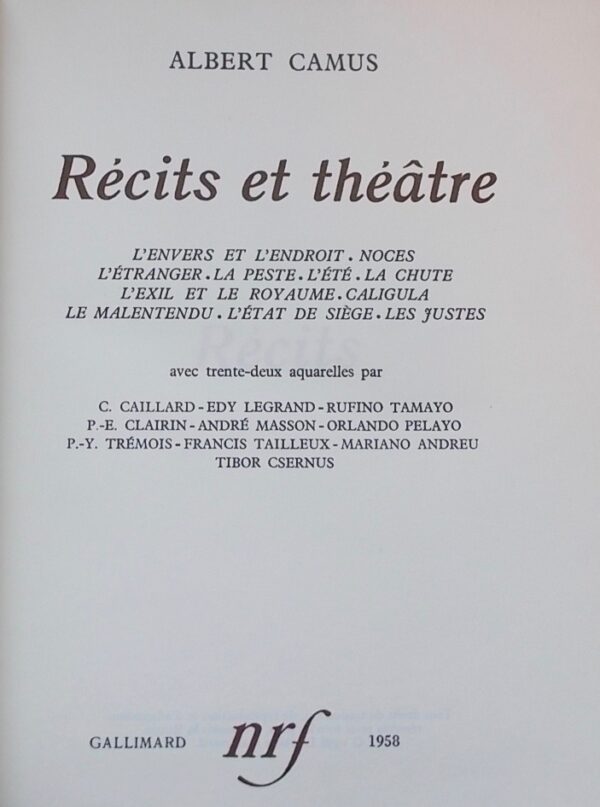 ALBERT CAMUS
Récits et théâtre
L'ENVERS ET L'ENDROIT . NOCES
L'ÉTRANGER . LA PESTE . L'ÉTÉ . LA CHUTE
L'EXIL ET LE ROYAUME . CALIGULA
LE MALENTENDU . L'ÉTAT DE SIÈGE . LES JUSTES
avec trente-deux aquarelles par
C. CAILLARD - EDY LEGRAND - RUFINO TAMAYO
P.-E. CLAIRIN - ANDRÉ MASSON - ORLANDO PELAYO
P.-Y. TRÉMOIS - FRANCIS TAILLEUX - MARIANO ANDREU
TIBOR CSERNUS
GALLIMARD nrf 1958